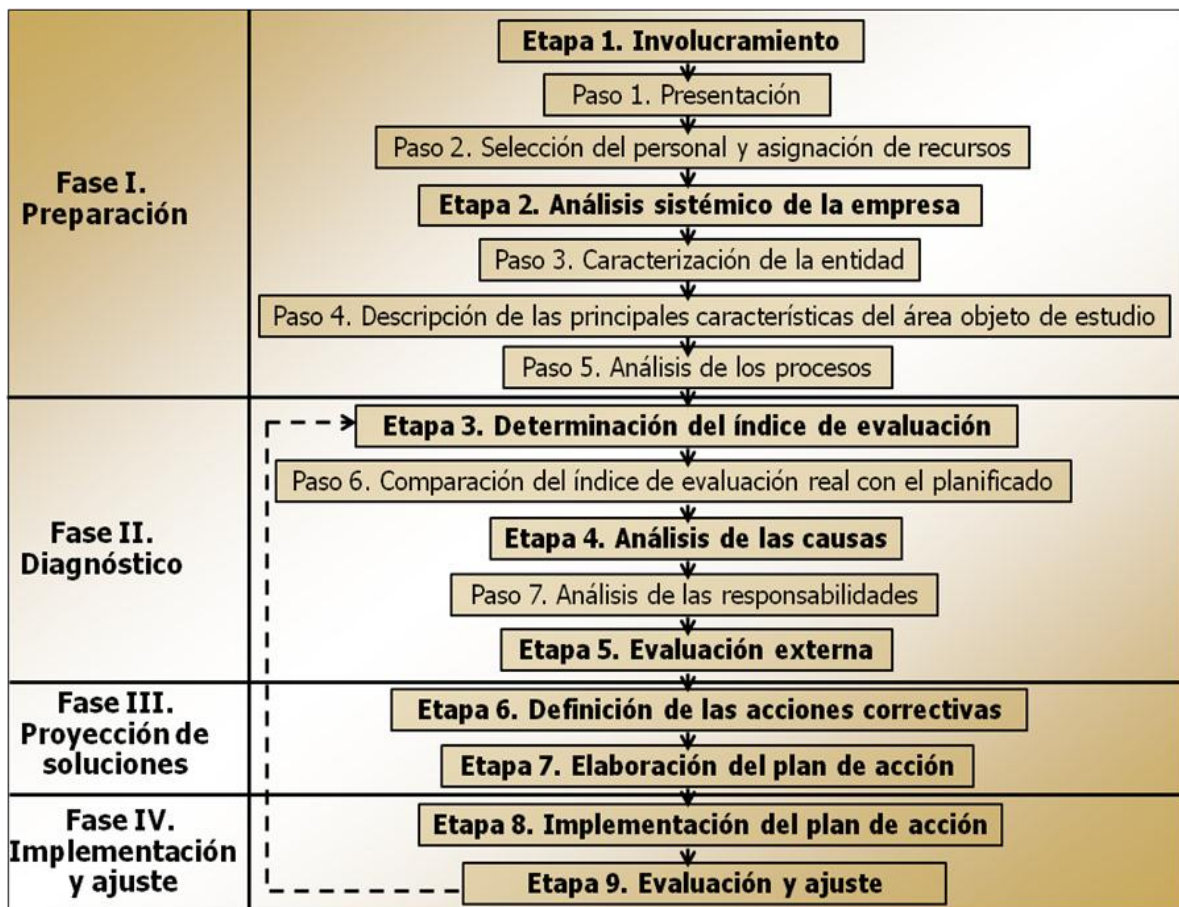 Fase I.
Preparación
Etapa 1. Involucramiento
Paso 1. Presentación
Paso 2. Selección del personal y asignación de recursos
Etapa 2. Análisis sistémico de la empresa
Paso 3. Caracterización de la entidad
Paso 4. Descripción de las principales características del área objeto de estudio
Paso 5. Análisis de los procesos
Fase II.
Diagnóstico
Etapa 3. Determinación del índice de evaluación
Paso 6. Comparación del índice de evaluación real con el planificado
Etapa 4. Análisis de las causas
Paso 7. Análisis de las responsabilidades
Etapa 5. Evaluación externa
Fase III.
Proyección de
soluciones
Etapa 6. Definición de las acciones correctivas
Etapa 7. Elaboración del plan de acción
Fase IV.
Implementación
y ajuste
Etapa 8. Implementación del plan de acción
Etapa 9. Evaluación y ajuste